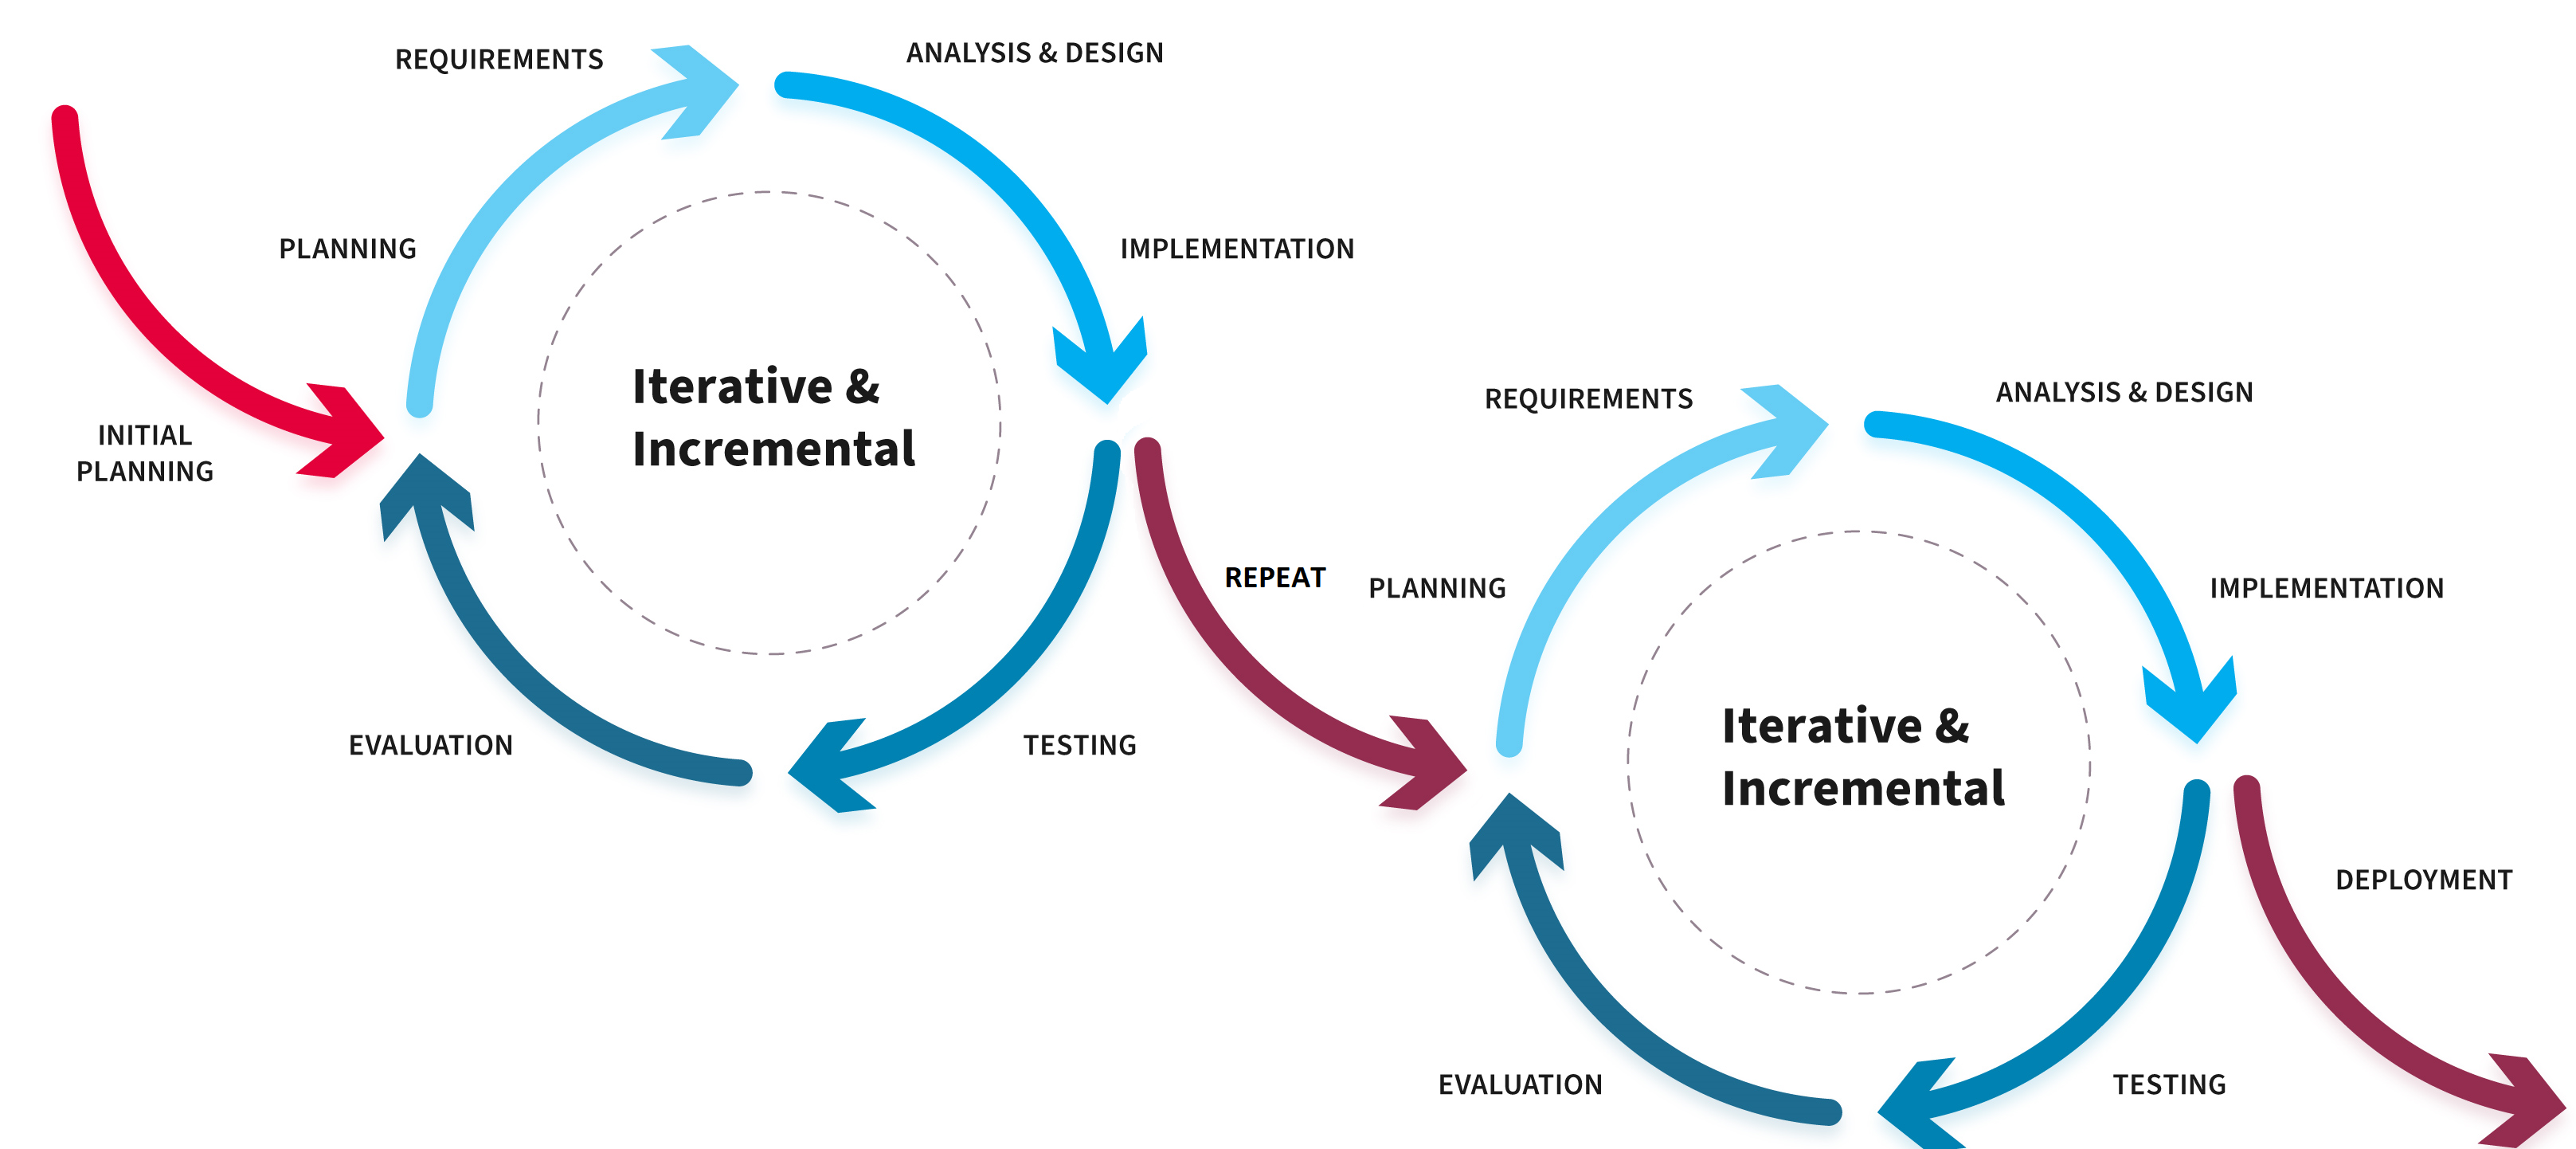 REQUIREMENTS
ANALYSIS & DESIGN
PLANNING
IMPLEMENTATION
Iterative &
Incremental
INITIAL
PLANNING
EVALUATION
TESTING
REPEAT
REQUIREMENTS
ANALYSIS & DESIGN
PLANNING
IMPLEMENTATION
Iterative &
Incremental
DEPLOYMENT
EVALUATION
TESTING